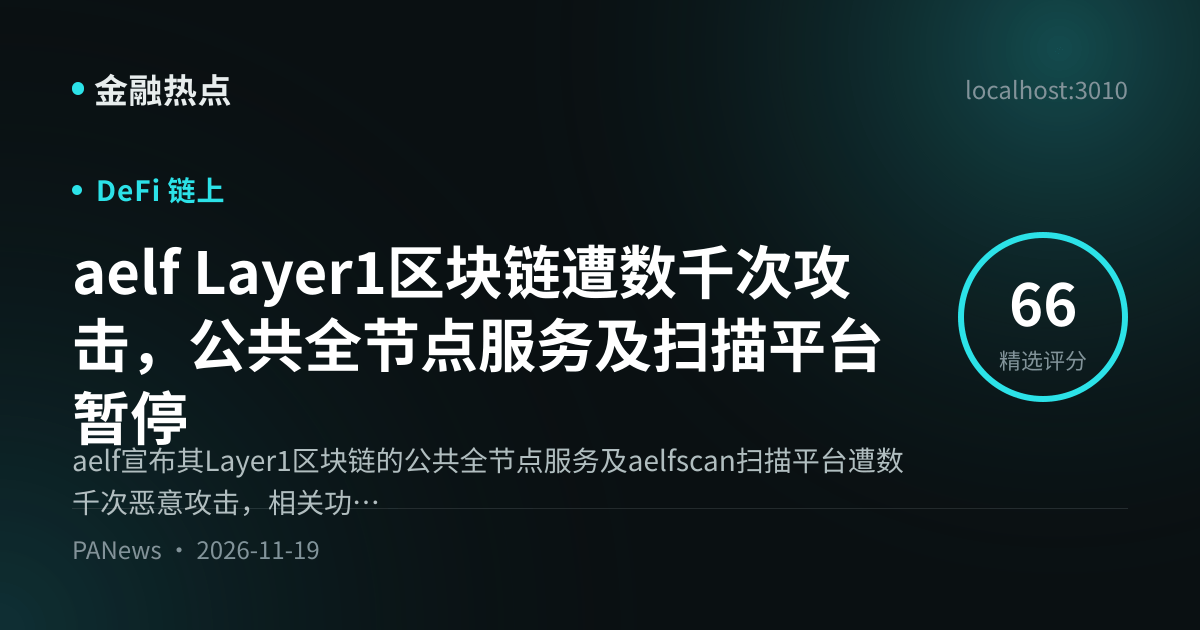 金融热点
localhost:3010
DeFi 链上
aelf Layer1区块链遭数千次攻
击，公共全节点服务及扫描平台
暂停
66
精选评分
aelf宣布其Layer1区块链的公共全节点服务及aelfscan扫描平台遭数
千次恶意攻击，相关功…
PANews • 2026-11-19